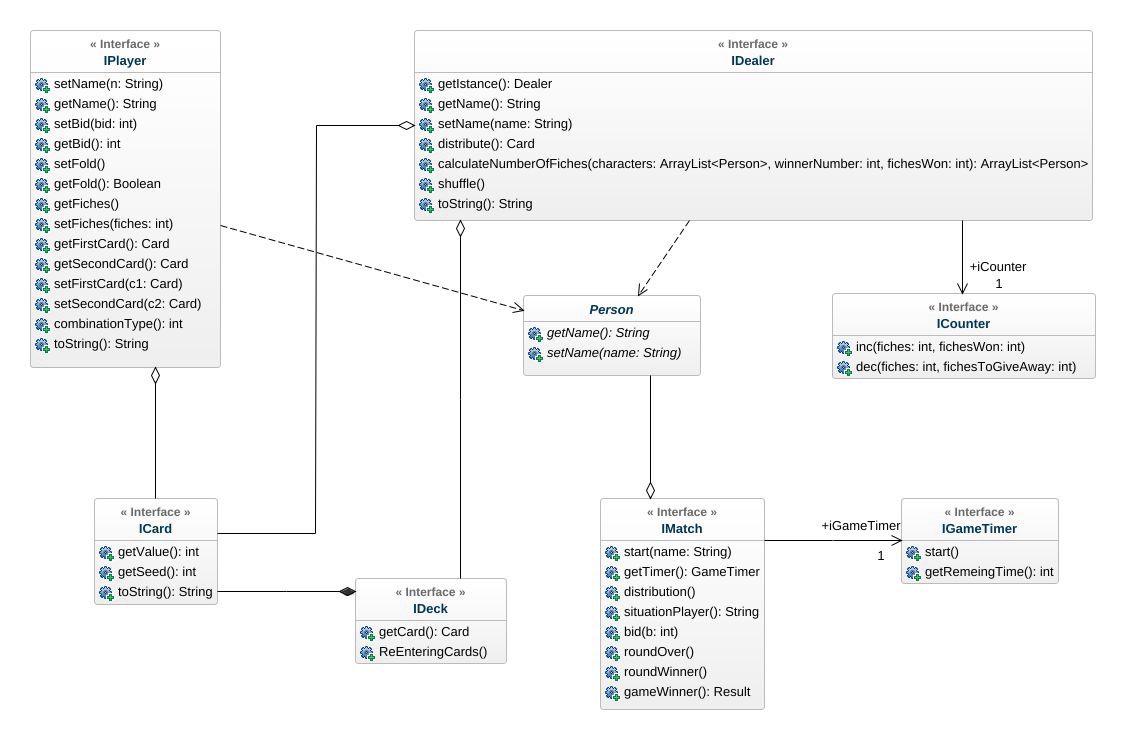 « Interface »
IPlayer
setName(n: String)
getName(): String
setBid(bid: int)
getBid(): int
setFold()
getFold(): Boolean
getFiches()
setFiches(fiches: int)
getFirstCard(): Card
getSecondCard(): Card
setFirstCard(c1: Card)
setSecondCard(c2: Card)
combinationType(): int
toString(): String
« Interface »
IDealer
getIstance(): Dealer
getName(): String
setName(name: String)
distribute(): Card
calculateNumberOfFiches(characters: ArrayList<Person>, winnerNumber: int, fichesWon: int): ArrayList<Person>
shuffle()
toString(): String
+iCounter
1
Person
getName(): String
setName(name: String)
« Interface »
ICounter
inc(fiches: int, fichesWon: int)
dec(fiches: int, fichesToGiveAway: int)
« Interface »
ICard
getValue(): int
getSeed(): int
toString(): String
« Interface »
IDeck
getCard(): Card
ReEnteringCards()
« Interface »
IMatch
start(name: String)
getTimer(): GameTimer
distribution()
situationPlayer(): String
bid(b: int)
roundOver()
roundWinner()
gameWinner(): Result
+iGameTimer
1
« Interface »
IGameTimer
start()
getRemeingTime(): int